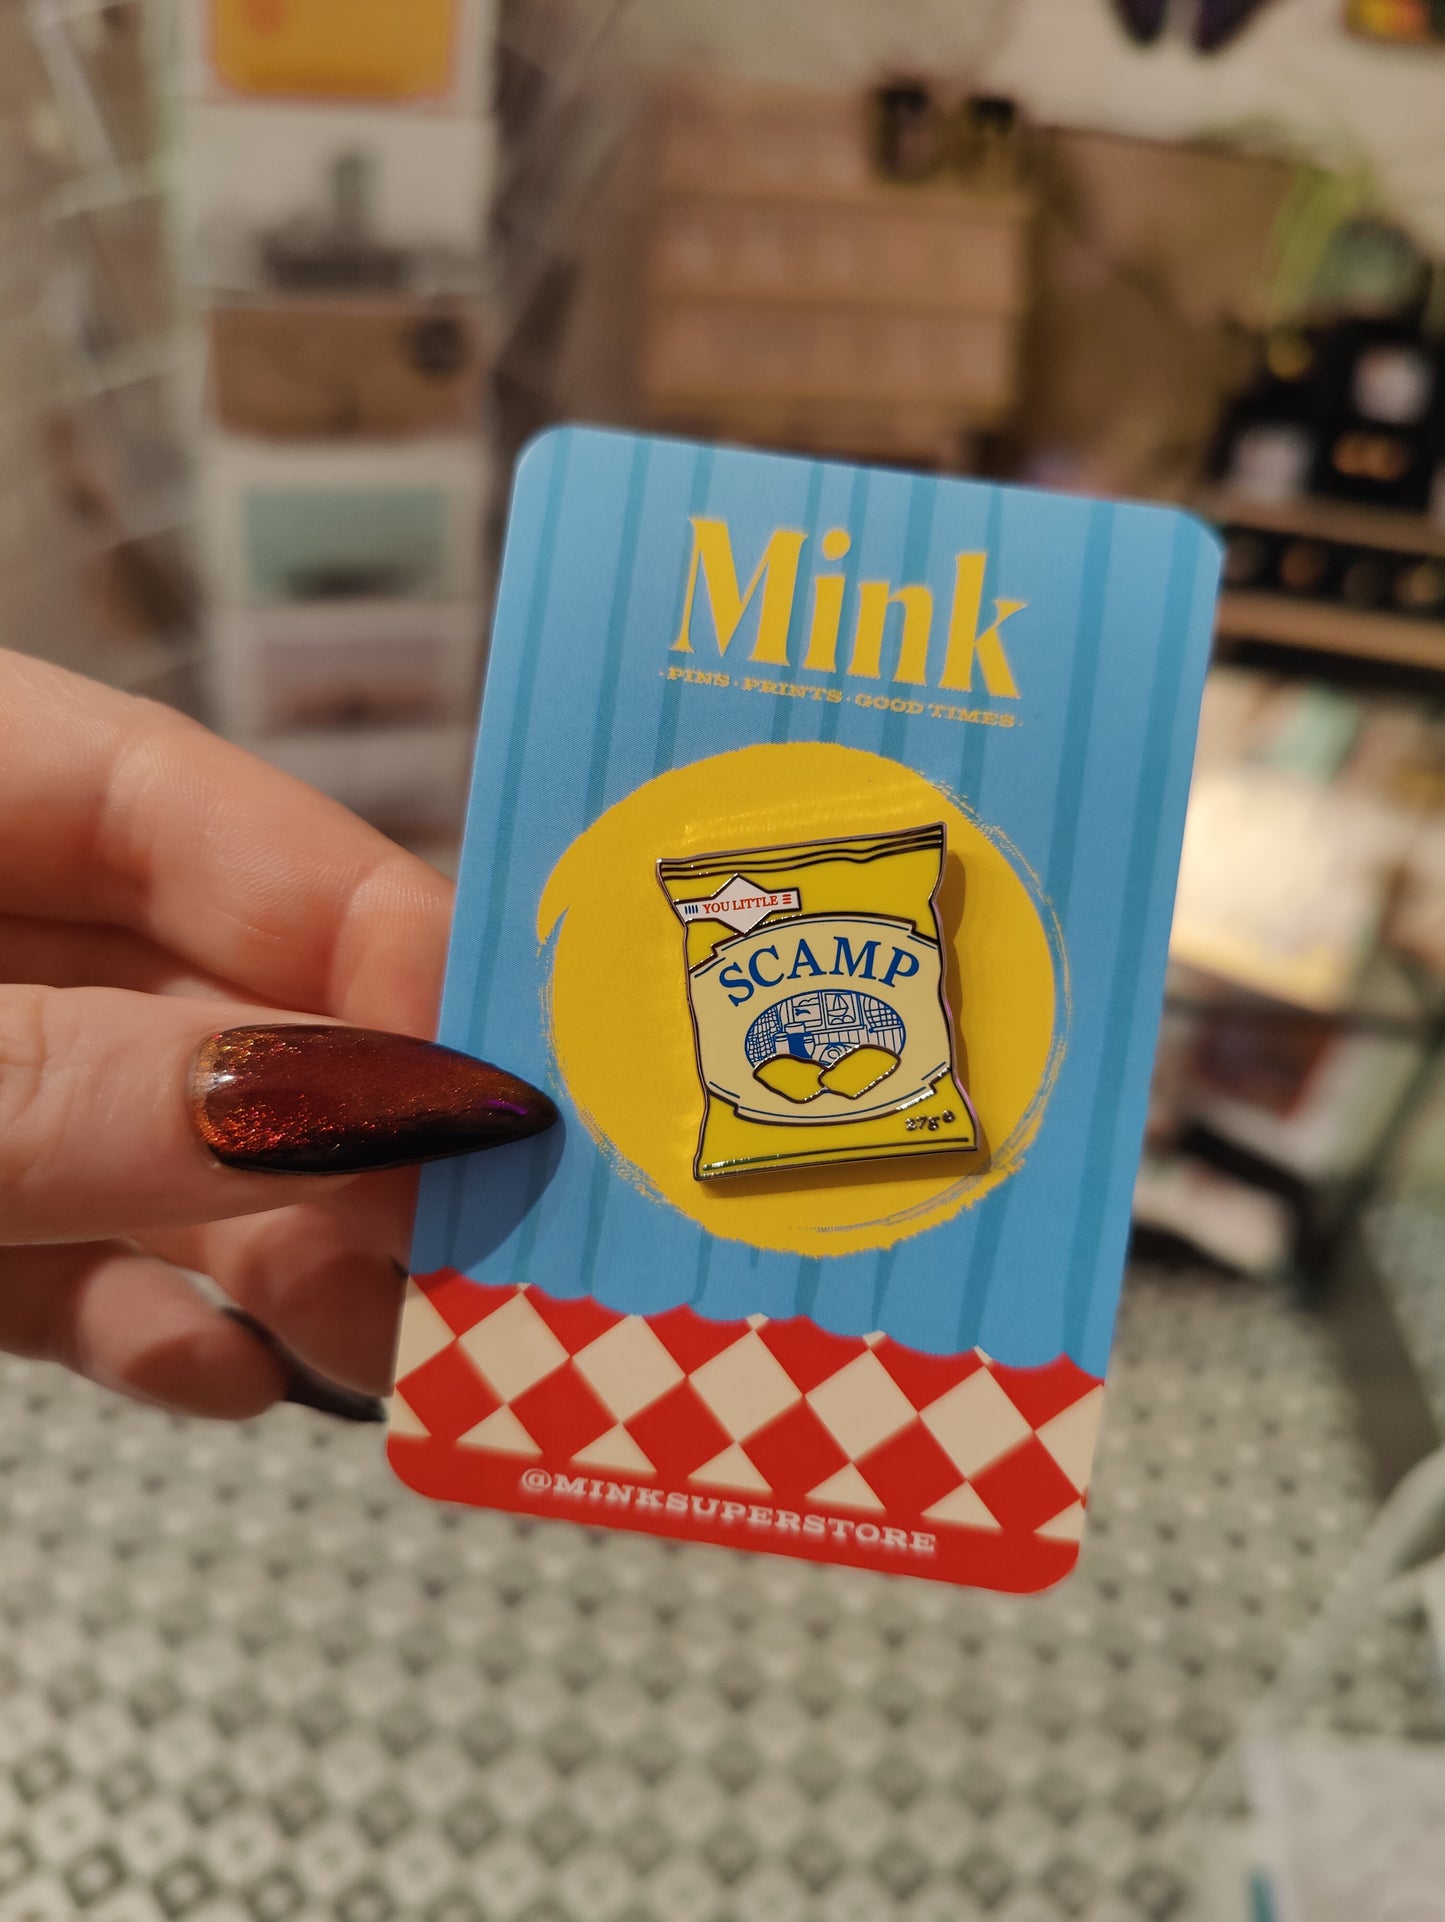 Mink
· PINS · PRINTS · GOOD TIMES ·
YOU LITTLE
SCAMP
27g e
@MINKSUPERSTORE